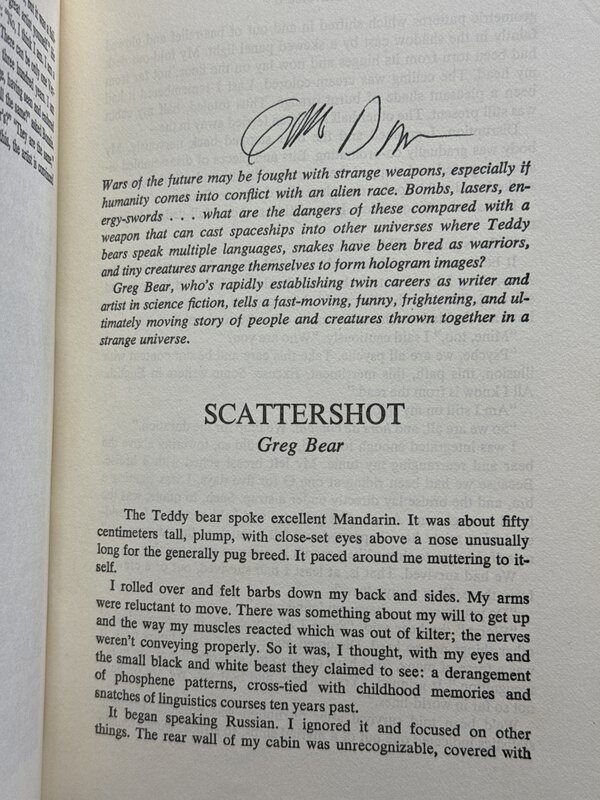 Wars of the future may be fought with strange weapons, especially if
humanity comes into conflict with an alien race. Bombs, lasers, en-
ergy-swords . . . what are the dangers of these compared with a
weapon that can cast spaceships into other universes where Teddy
bears speak multiple languages, snakes have been bred as warriors,
and tiny creatures arrange themselves to form hologram images?
Greg Bear, who's rapidly establishing twin careers as writer and
artist in science fiction, tells a fast-moving, funny, frightening, and ul-
timately moving story of people and creatures thrown together in a
strange universe.
SCATTERSHOT
Greg Bear
The Teddy bear spoke excellent Mandarin. It was about fifty
centimeters tall, plump, with close-set eyes above a nose unusually
long for the generally pug breed. It paced around me muttering to it-
self.
I rolled over and felt barbs down my back and sides. My arms
were reluctant to move. There was something about my will to get up
and the way my muscles reacted which was out of kilter; the nerves
weren't conveying properly. So it was, I thought, with my eyes and
the small black and white beast they claimed to see: a derangement
of phosphene patterns, cross-tied with childhood memories and
snatches of linguistics courses ten years past.
It began speaking Russian. I ignored it and focused on other
things. The rear wall of my cabin was unrecognizable, covered with